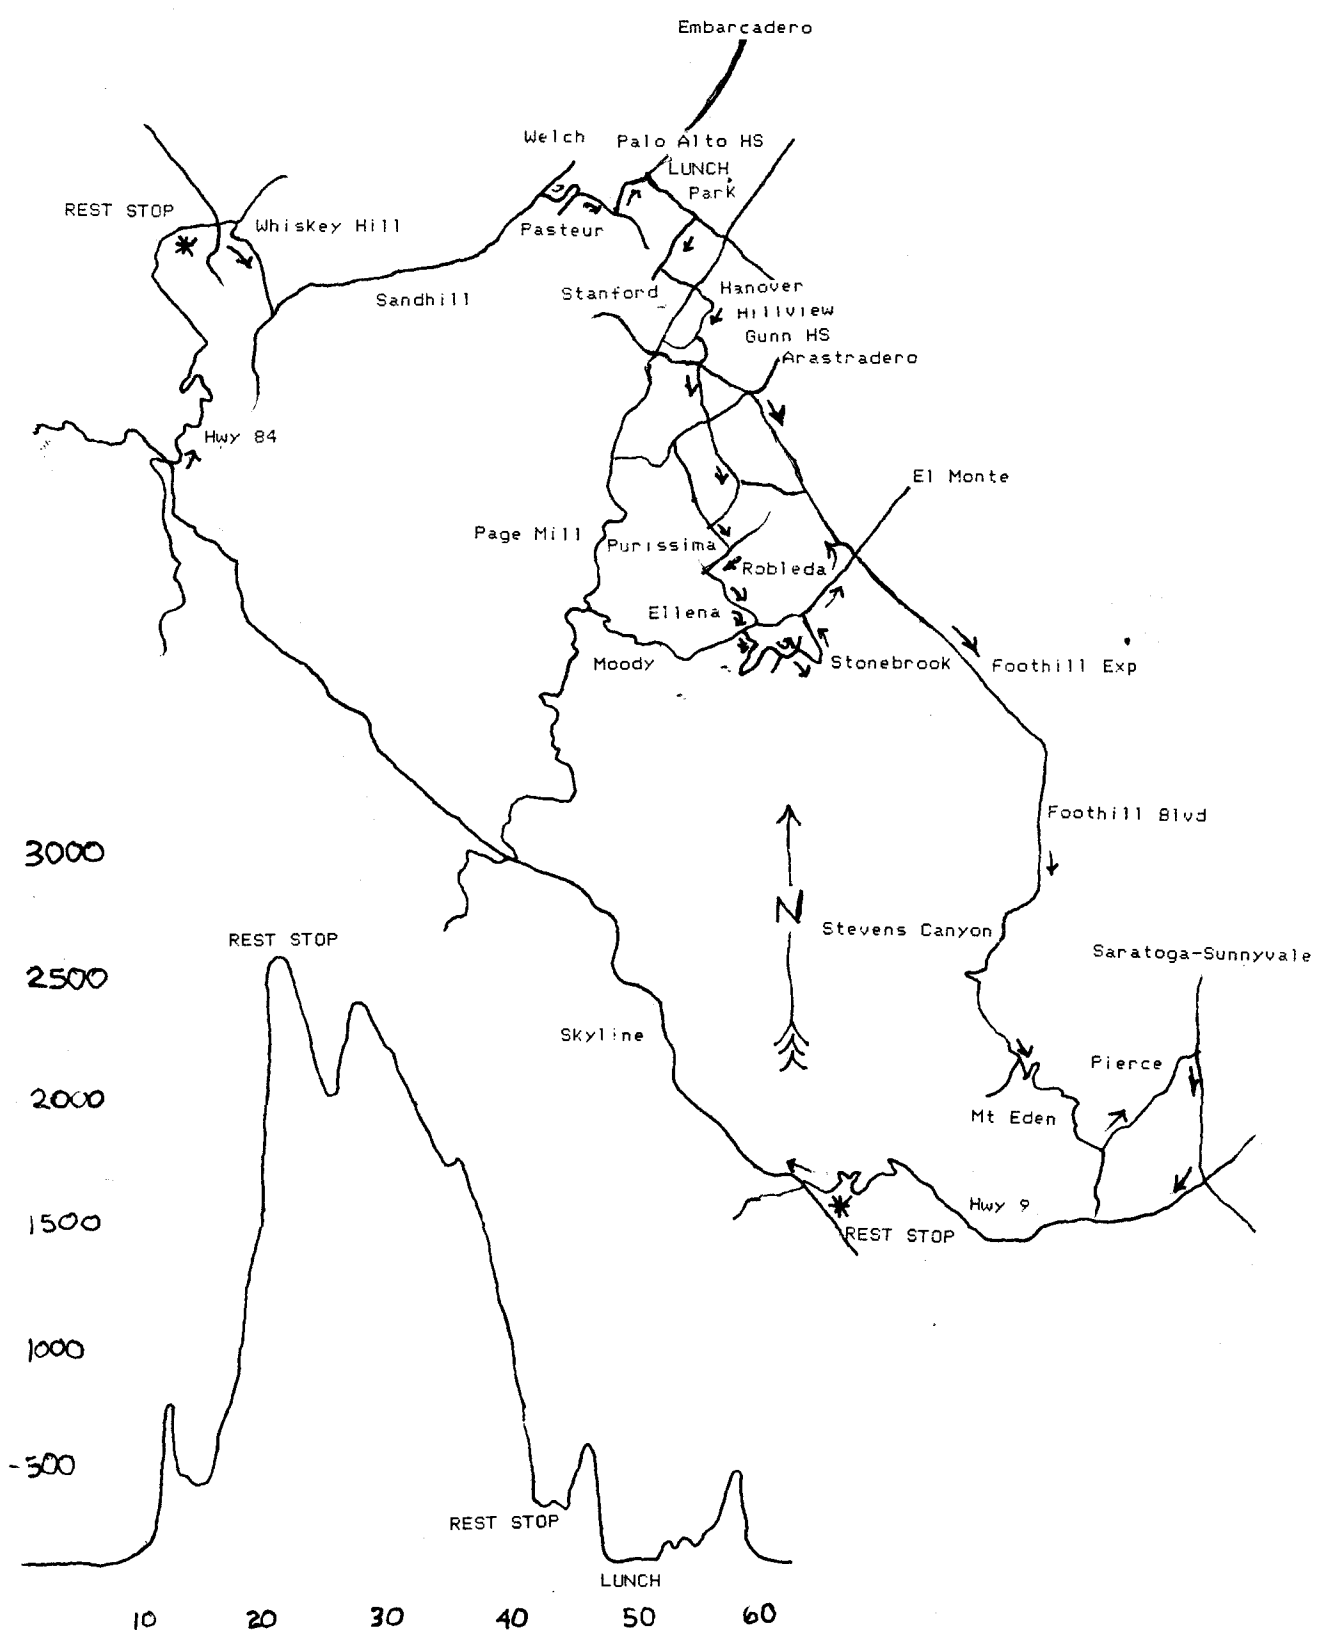 Embarcadero
Welch
Palo Alto HS
LUNCH
Park
REST STOP
Whiskey Hill
Pasteur
Sandhill
Stanford
Hanover
Hillview
Gunn HS
Arastradero
Hwy 84
El Monte
Page Mill
Purissima
Robleda
Ellena
Moody
Stonebrook
Foothill Exp
Foothill Blvd
N
Stevens Canyon
Saratoga-Sunnyvale
Skyline
Pierce
Mt Eden
Hwy 9
REST STOP
3000
REST STOP
2500
2000
1500
1000
-500
REST STOP
LUNCH
10 20 30 40 50 60